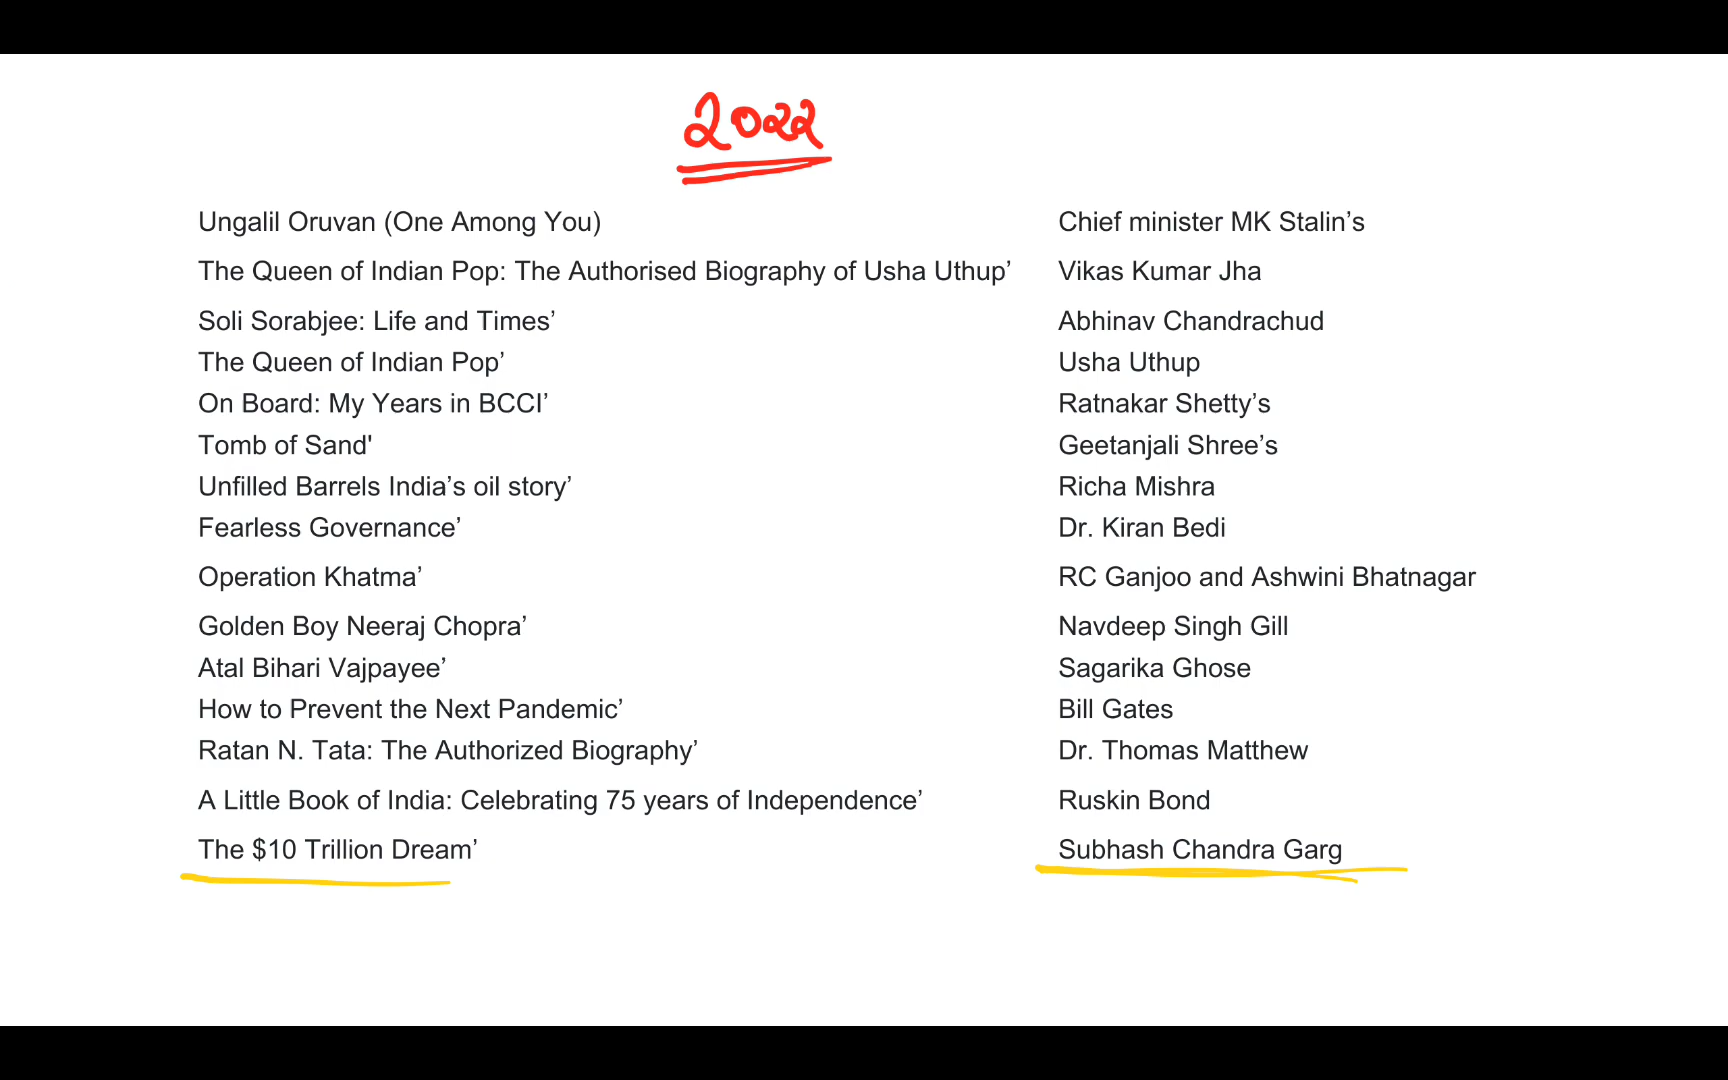 2022
Ungalil Oruvan (One Among You) Chief minister MK Stalin’s
The Queen of Indian Pop: The Authorised Biography of Usha Uthup’ Vikas Kumar Jha
Soli Sorabjee: Life and Times’ Abhinav Chandrachud
The Queen of Indian Pop’ Usha Uthup
On Board: My Years in BCCI’ Ratnakar Shetty’s
Tomb of Sand' Geetanjali Shree’s
Unfilled Barrels India’s oil story’ Richa Mishra
Fearless Governance’ Dr. Kiran Bedi
Operation Khatma’ RC Ganjoo and Ashwini Bhatnagar
Golden Boy Neeraj Chopra’ Navdeep Singh Gill
Atal Bihari Vajpayee’ Sagarika Ghose
How to Prevent the Next Pandemic’ Bill Gates
Ratan N. Tata: The Authorized Biography’ Dr. Thomas Matthew
A Little Book of India: Celebrating 75 years of Independence’ Ruskin Bond
The $10 Trillion Dream’ Subhash Chandra Garg